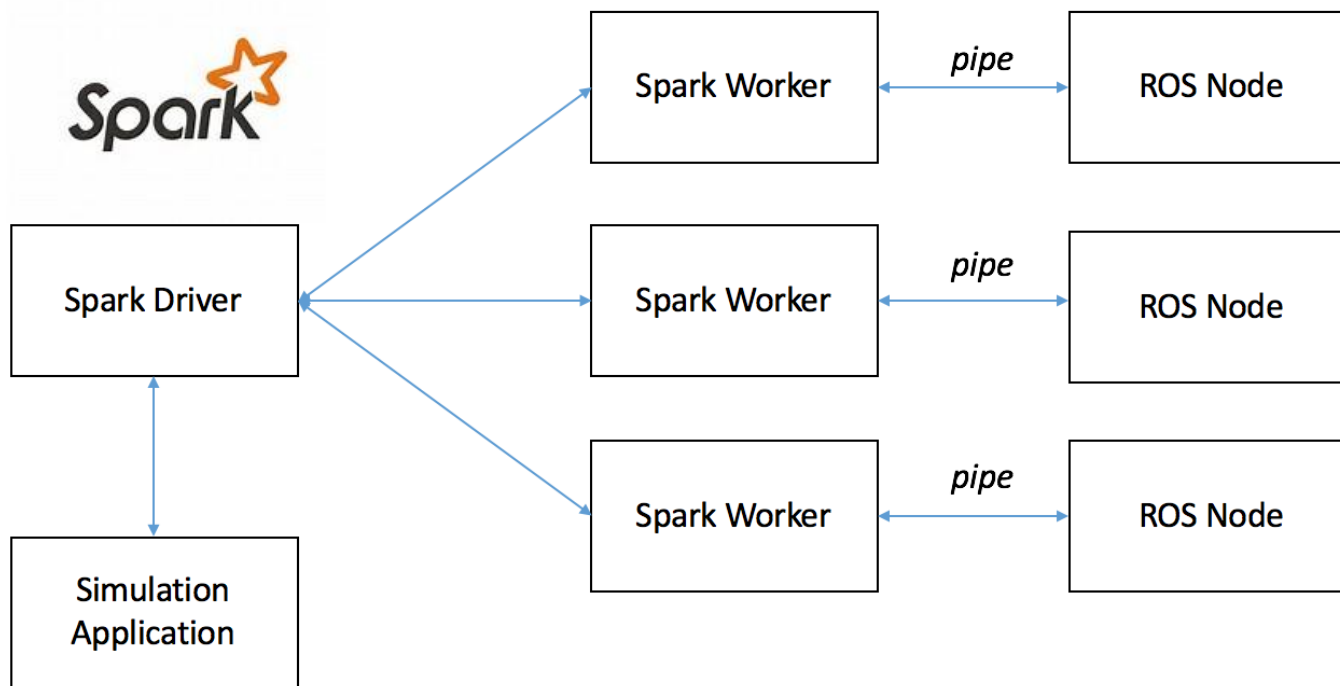 Spark
Spark Worker
pipe
ROS Node
Spark Driver
Spark Worker
pipe
ROS Node
Spark Worker
pipe
ROS Node
Simulation
Application